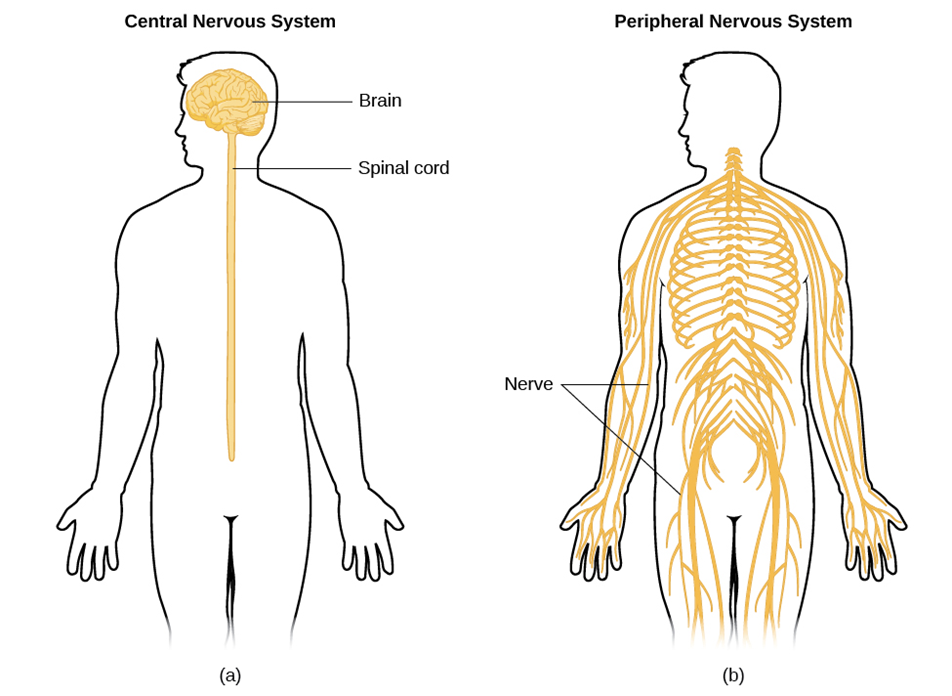 Central Nervous System
Peripheral Nervous System
Brain
Spinal cord
Nerve
(a)
(b)